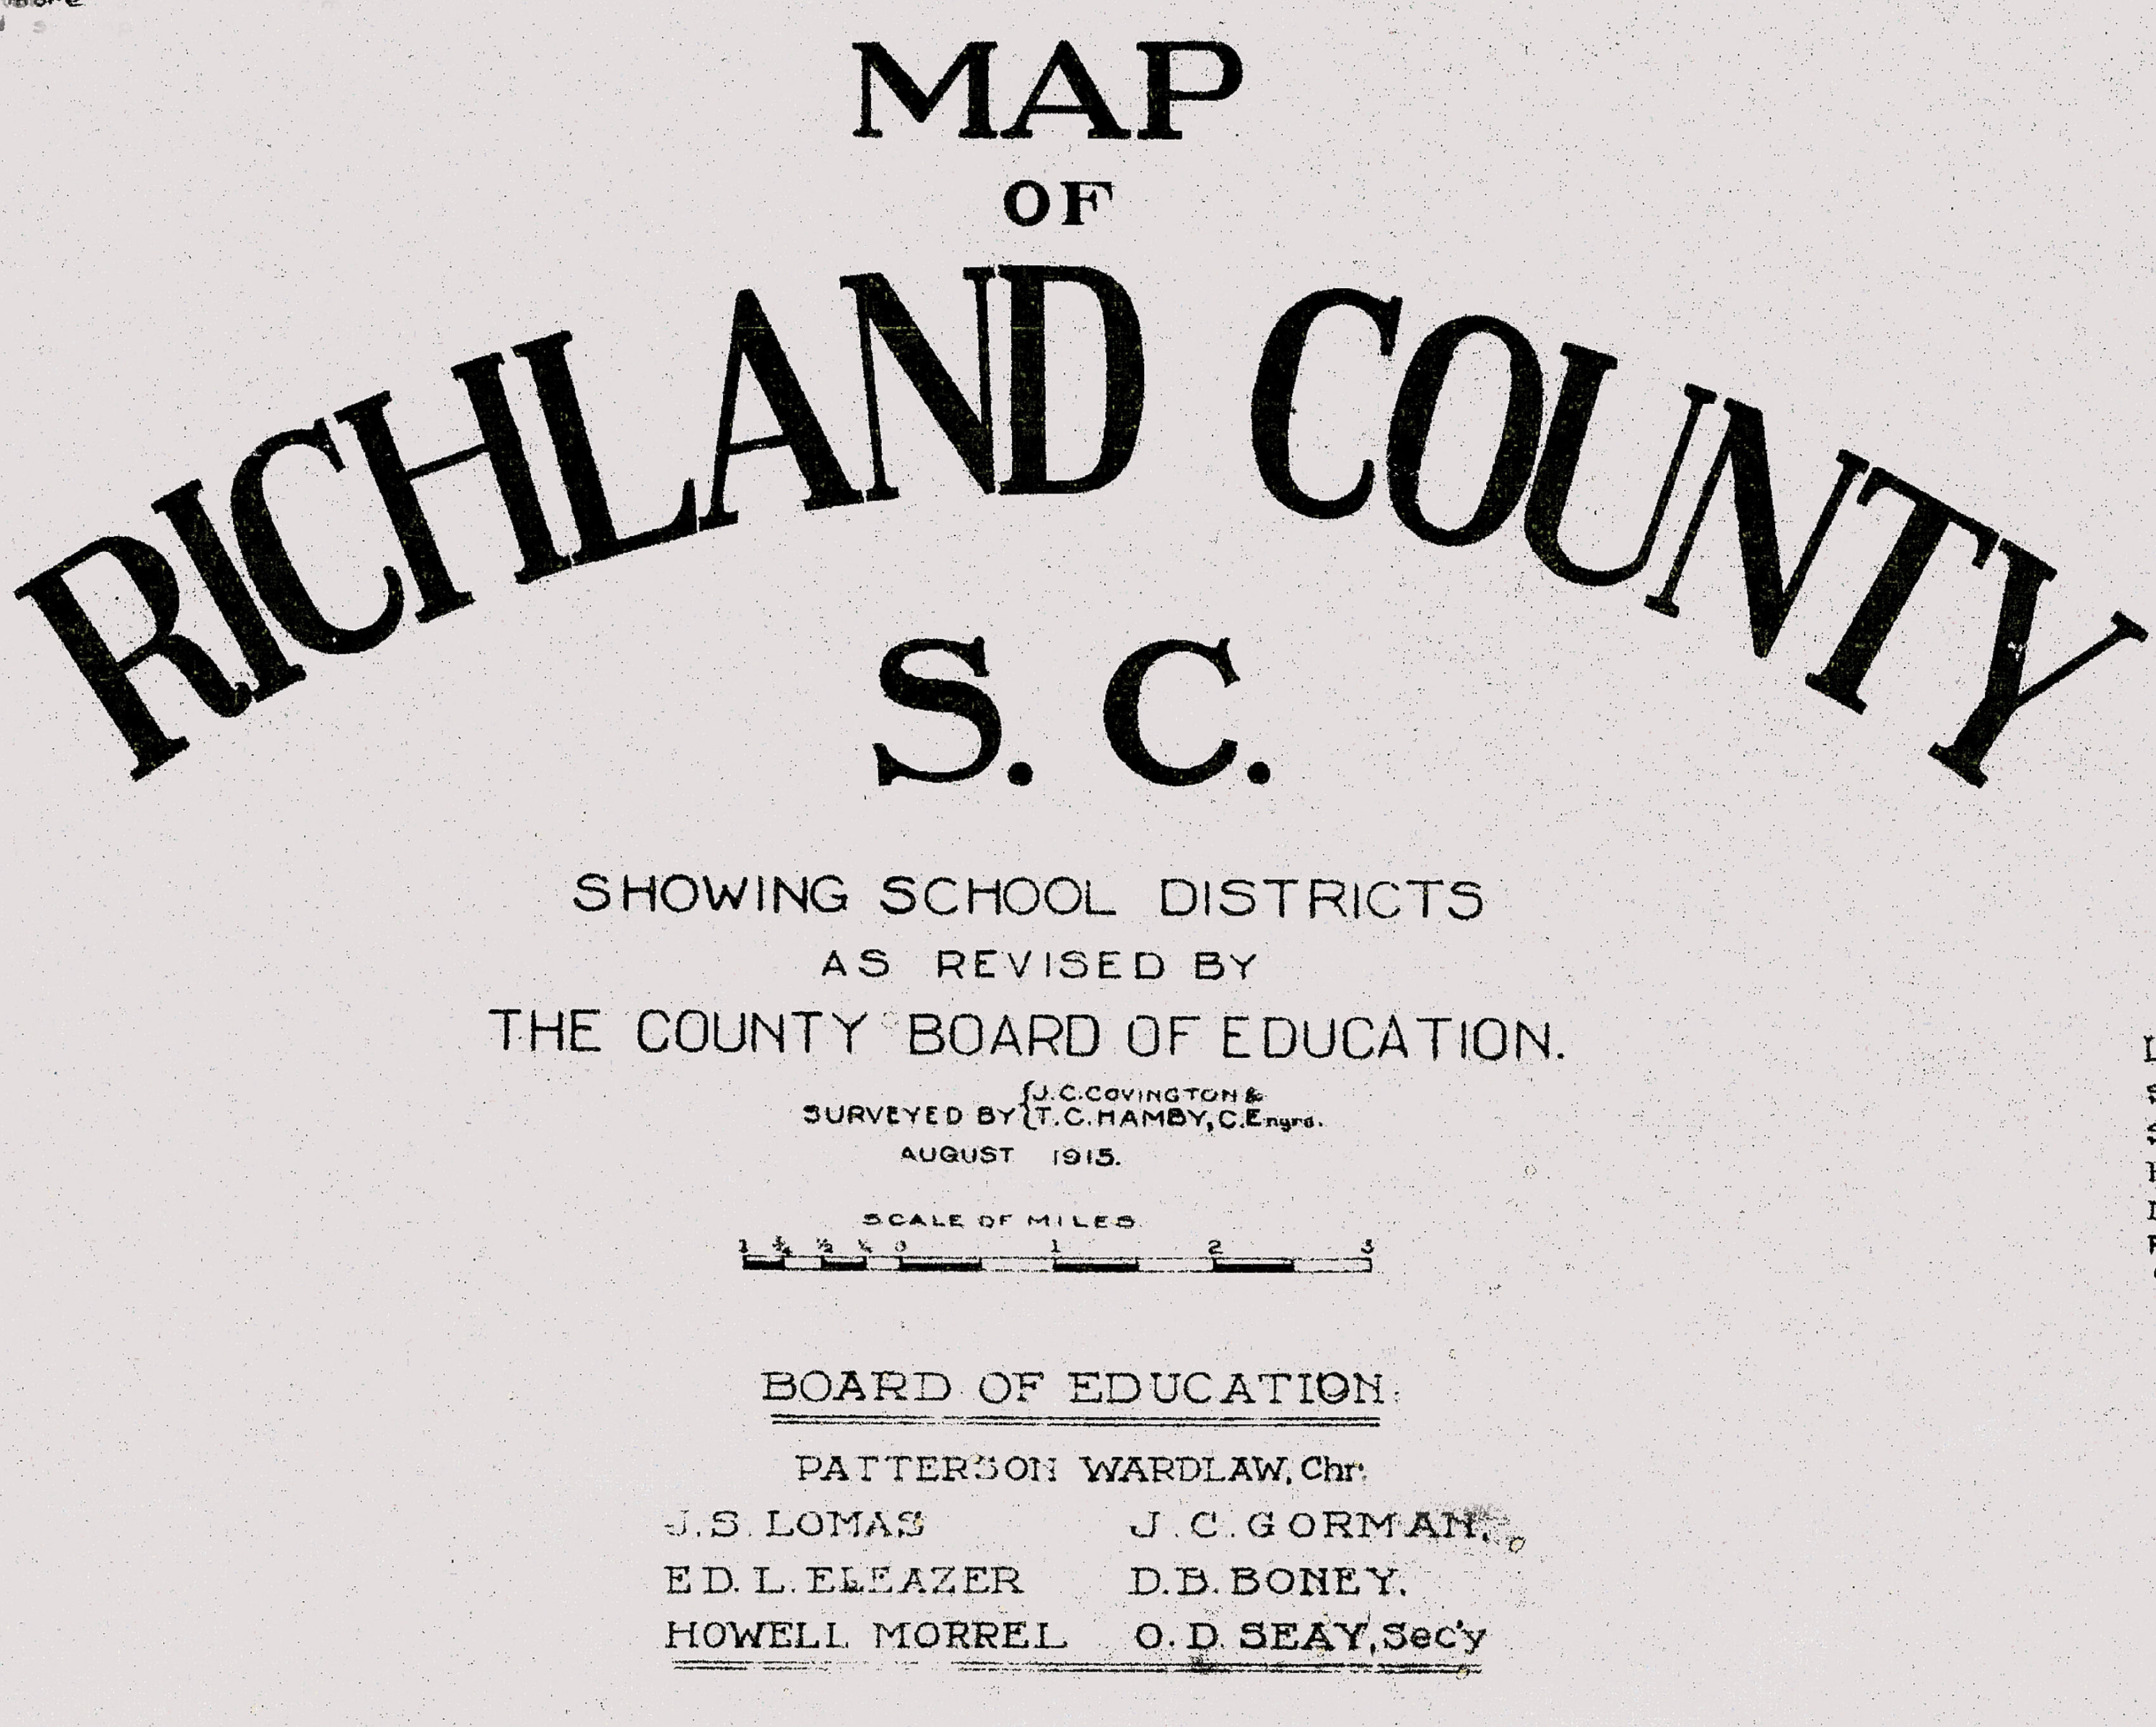 MAP
OF
RICHLAND COUNTY
S. C.
SHOWING SCHOOL DISTRICTS
AS REVISED BY
THE COUNTY BOARD OF EDUCATION.
SURVEYED BY { J.C.COVINGTON &
T.C.HAMBY, C.Engrs.
AUGUST 1915.
SCALE OF MILES
1 ¾ ½ ¼ 0 1 2 3
BOARD OF EDUCATION:
PATTERSON WARDLAW, Chr.
J.S. LOMAS J.C. GORMAN,
ED. L. ELEAZER D.B. BONEY.
HOWELL MORREL O.D. SEAY, Sec'y